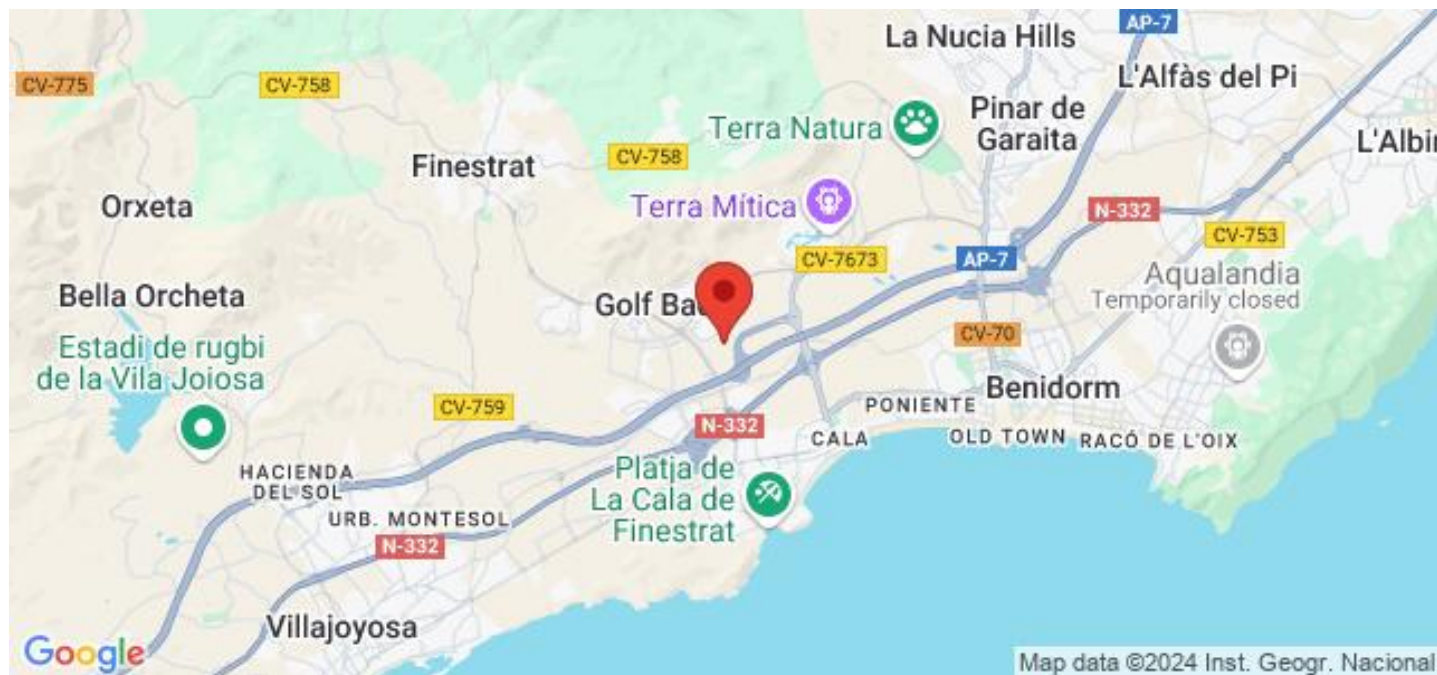 AP-7
La Nucia Hills
L'Alfàs del Pi
CV-775
CV-758
Pinar de
Garaita
Terra Natura
L'Albir
Finestrat
CV-758
Orxeta
Terra Mítica
N-332
CV-753
CV-7673
AP-7
Aqualandia
Temporarily closed
Bella Orcheta
Golf Ba
Estadi de rugbi
de la Vila Joiosa
CV-70
Benidorm
CV-759
PONIENTE
N-332
CALA
OLD TOWN
RACÓ DE L'OIX
HACIENDA
DEL SOL
Platja de
La Cala de
Finestrat
URB. MONTESOL
N-332
Villajoyosa
Google
Map data ©2024 Inst. Geogr. Nacional